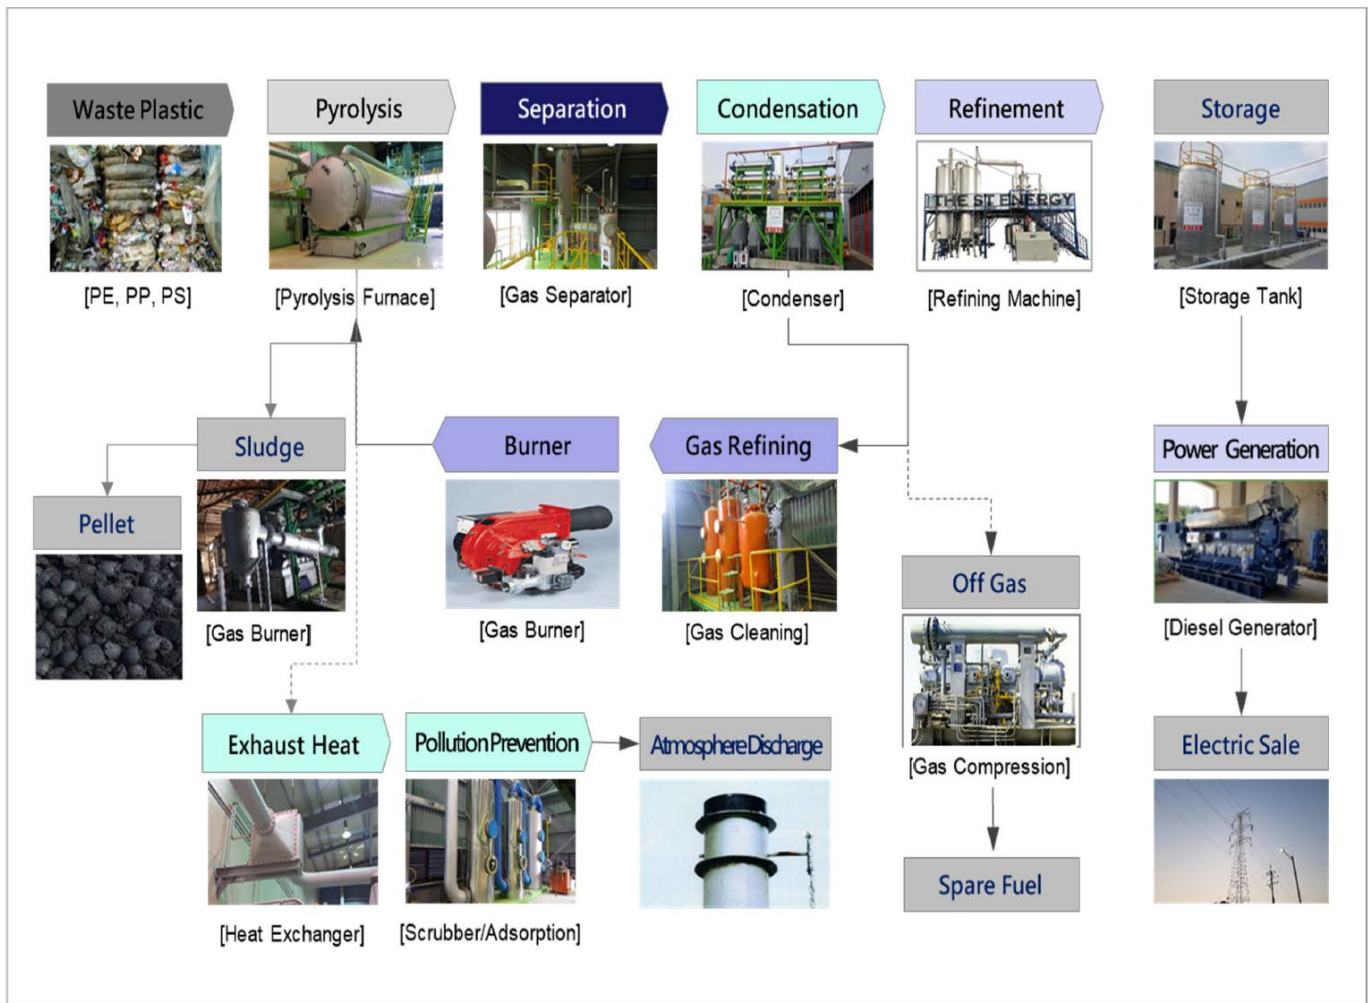 Waste Plastic
Pyrolysis
Separation
Condensation
Refinement
Storage
THE ST ENERGY
[PE, PP, PS]
[Pyrolysis Furnace]
[Gas Separator]
[Condenser]
[Refining Machine]
[Storage Tank]
Sludge
Burner
Gas Refining
Power Generation
Pellet
Off Gas
[Gas Burner]
[Gas Burner]
[Gas Cleaning]
[Diesel Generator]
Exhaust Heat
Pollution Prevention
Atmosphere Discharge
Electric Sale
[Gas Compression]
Spare Fuel
[Heat Exchanger]
[Scrubber/Adsorption]